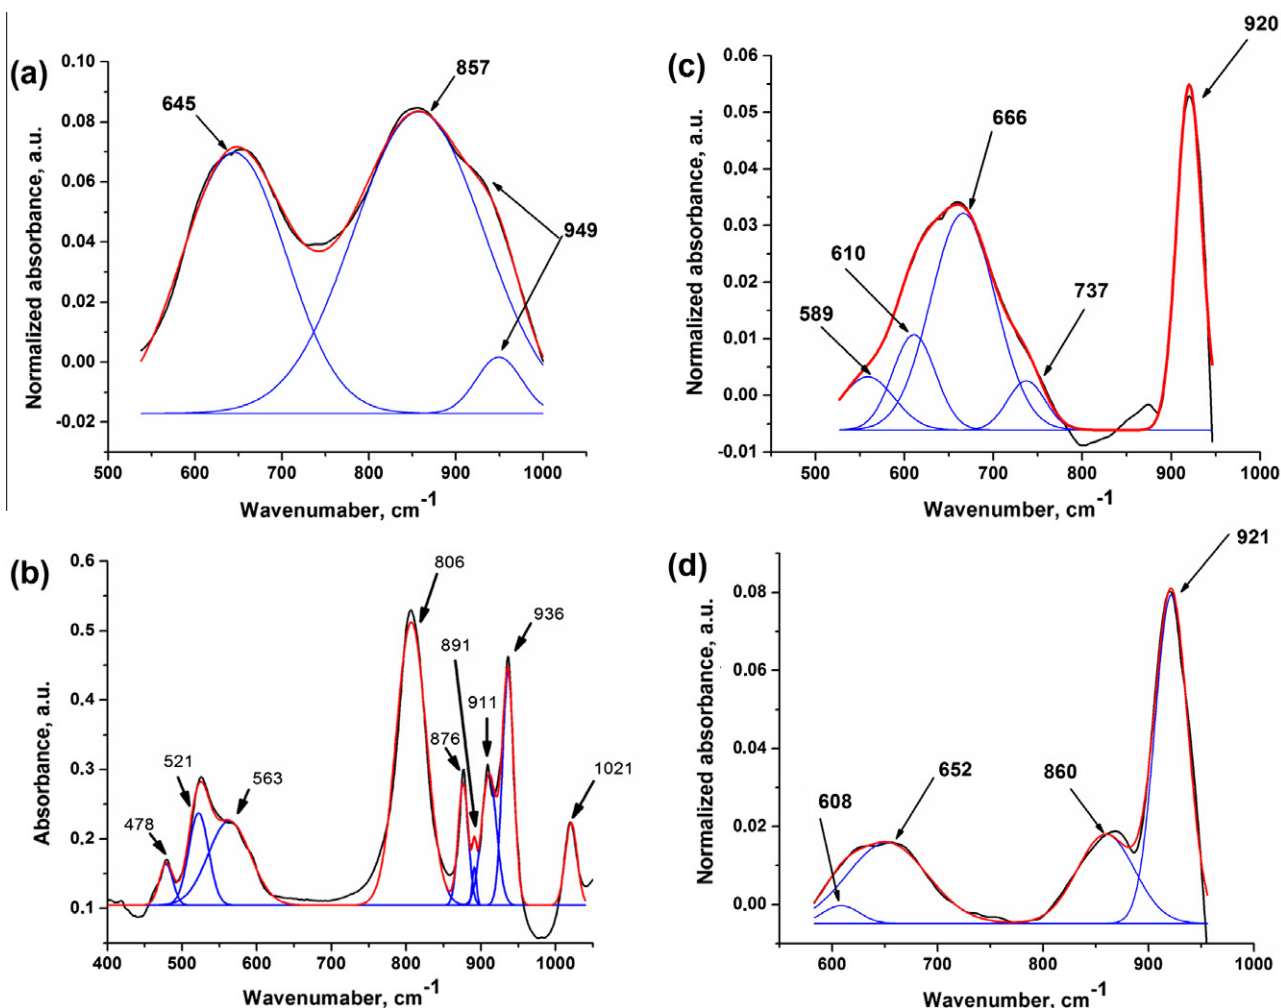 (a)
645
857
949
Normalized absorbance, a.u.
0.10
0.08
0.06
0.04
0.02
0.00
-0.02
500 600 700 800 900 1000
Wavenumaber, cm-1
(c)
920
666
610
589
737
Normalized absorbance, a.u.
0.06
0.05
0.04
0.03
0.02
0.01
0.00
-0.01
500 600 700 800 900 1000
Wavenumber, cm-1
(b)
806
936
891
911
876
521
563
478
1021
Absorbance, a.u.
0.6
0.5
0.4
0.3
0.2
0.1
400 500 600 700 800 900 1000
Wavenumaber, cm-1
(d)
921
652
860
608
Normalized absorbance, a.u.
0.08
0.06
0.04
0.02
0.00
600 700 800 900 1000
Wavenumaber, cm-1